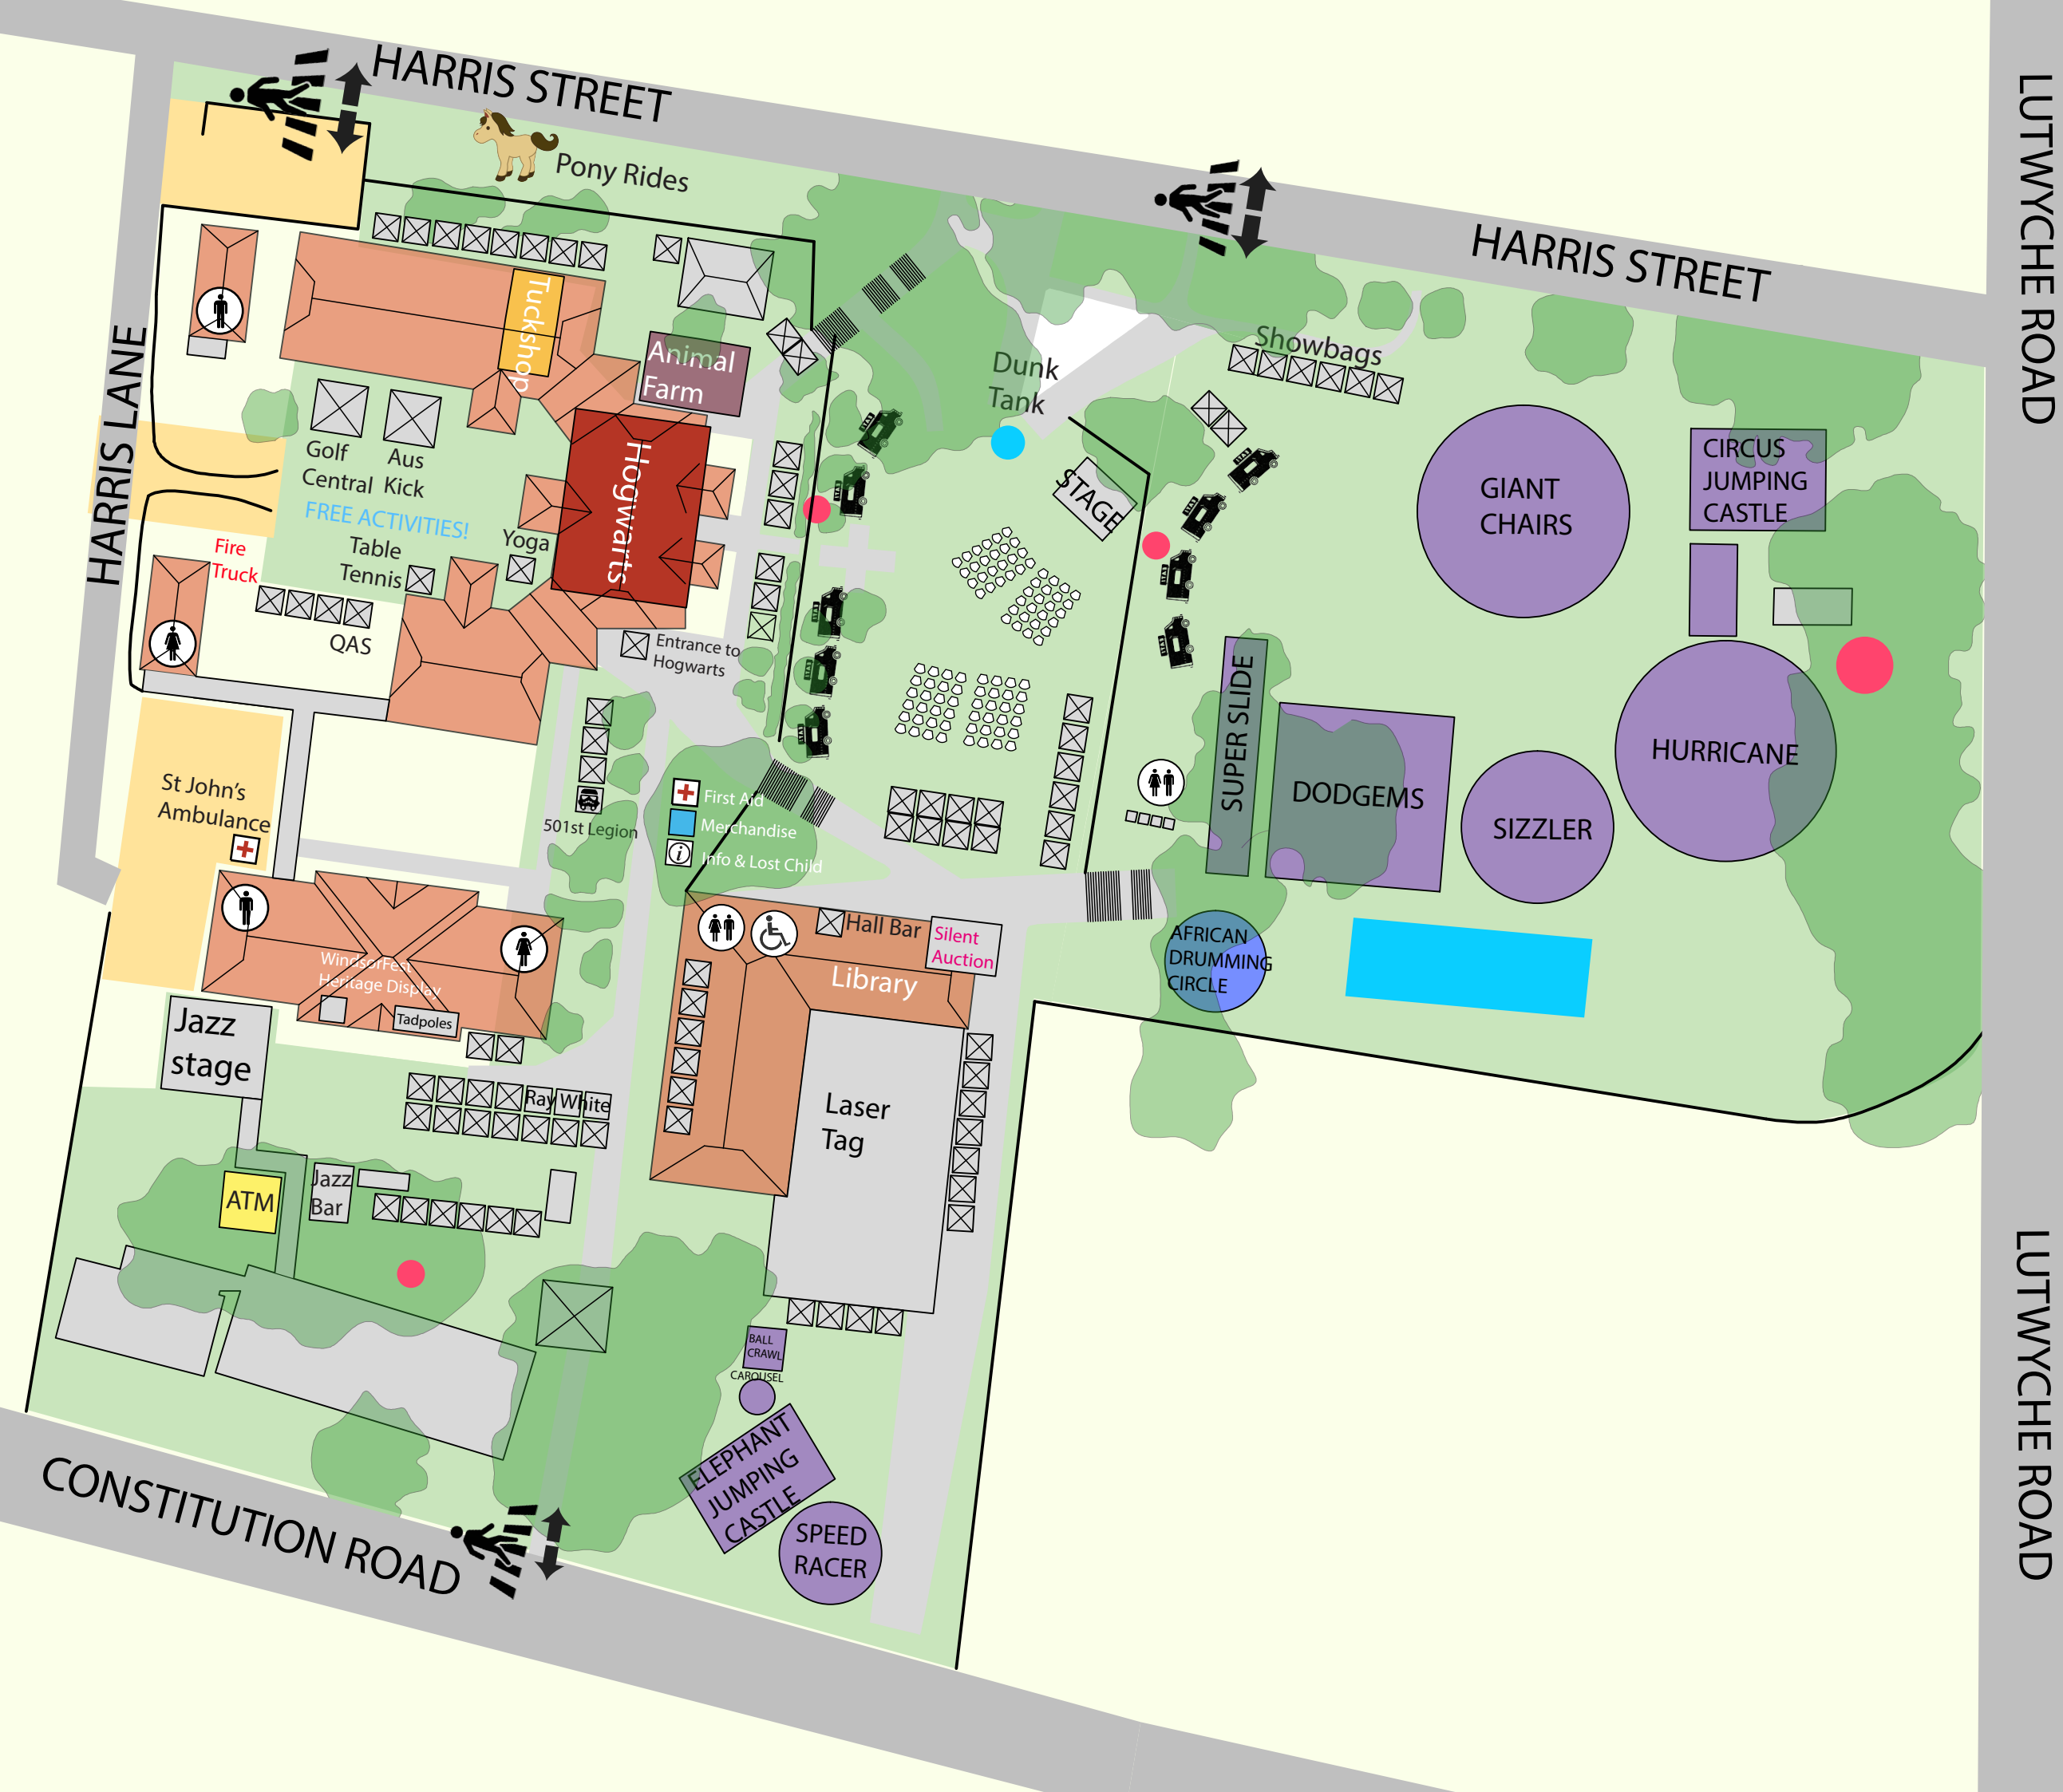 HARRIS STREET
HARRIS STREET
LUTWYCHE ROAD
LUTWYCHE ROAD
HARRIS LANE
CONSTITUTION ROAD
Pony Rides
Tuckshop
Animal
Farm
Hogwarts
Golf
Central
Aus
Kick
FREE ACTIVITIES!
Table
Tennis
Yoga
Fire
Truck
QAS
Entrance to
Hogwarts
Dunk
Tank
STAGE
Showbags
GIANT
CHAIRS
CIRCUS
JUMPING
CASTLE
SUPER SLIDE
DODGEMS
SIZZLER
HURRICANE
AFRICAN
DRUMMING
CIRCLE
St John's
Ambulance
501st Legion
First Aid
Merchandise
i
Info & Lost Child
Hall Bar
Silent
Auction
Library
WindsorFest
Heritage Display
Tadpoles
Jazz
stage
Ray White
Laser
Tag
ATM
Jazz
Bar
BALL
CRAWL
CAROUSEL
ELEPHANT
JUMPING
CASTLE
SPEED
RACER